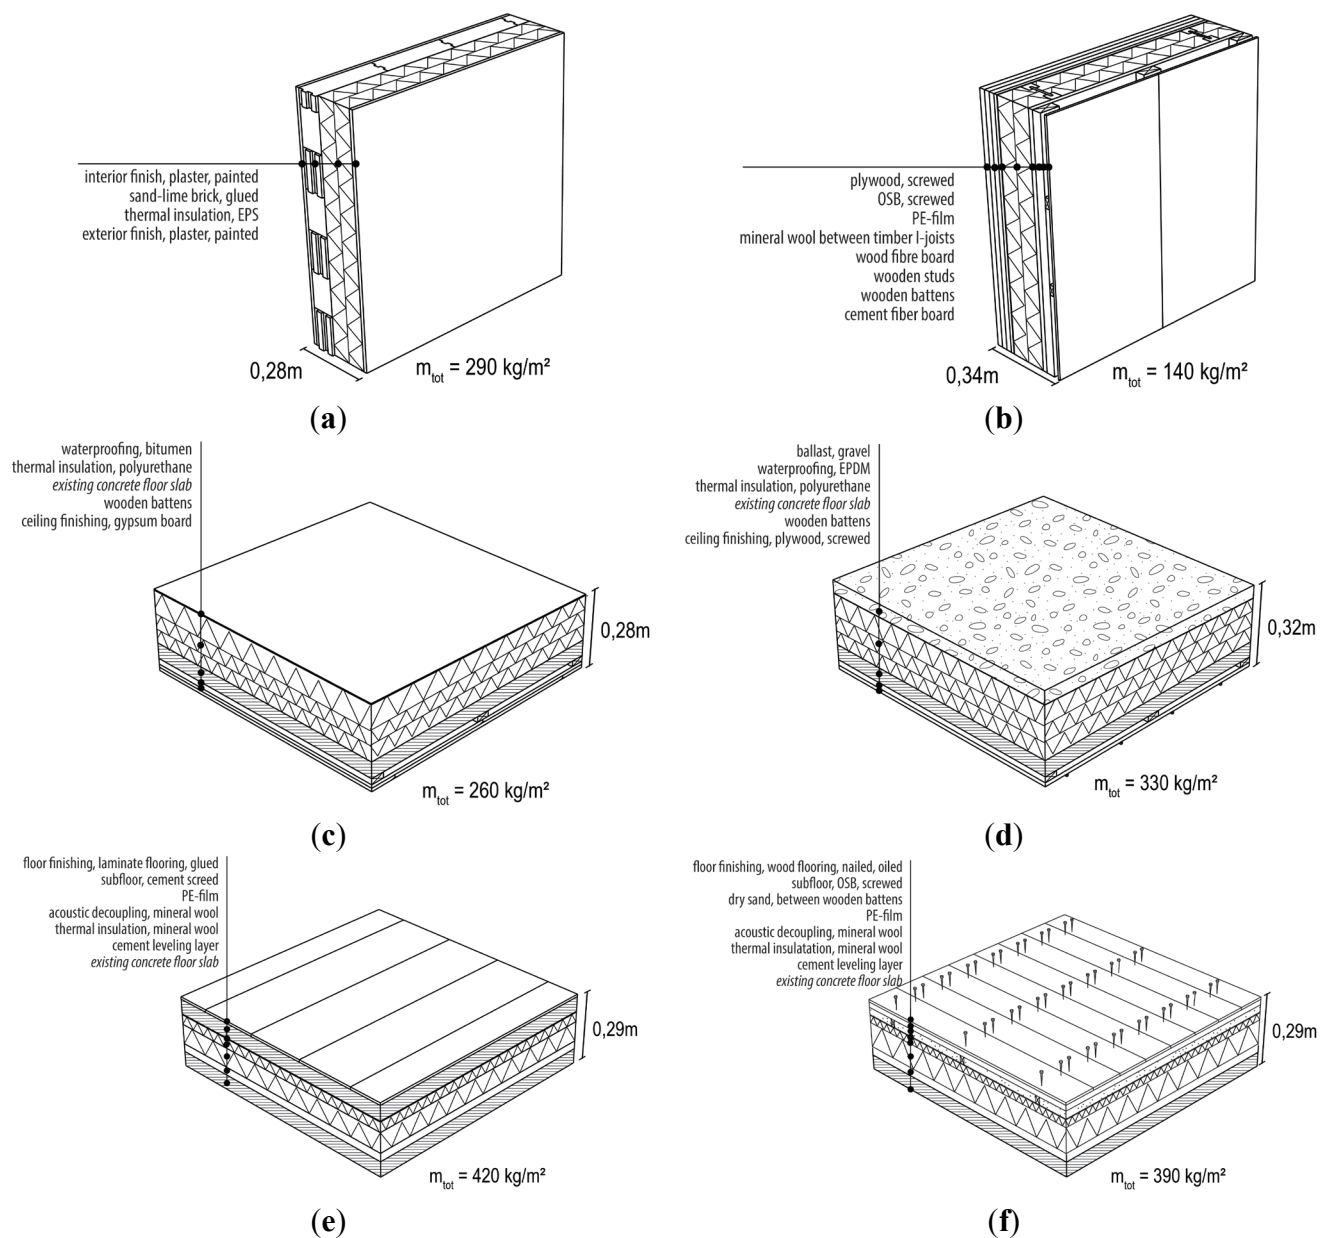 interior finish, plaster, painted
sand-lime brick, glued
thermal insulation, EPS
exterior finish, plaster, painted
0,28m
mtot = 290 kg/m²
(a)
plywood, screwed
OSB, screwed
PE-film
mineral wool between timber I-joists
wood fibre board
wooden studs
wooden battens
cement fiber board
0,34m
mtot = 140 kg/m²
(b)
waterproofing, bitumen
thermal insulation, polyurethane
existing concrete floor slab
wooden battens
ceiling finishing, gypsum board
0,28m
mtot = 260 kg/m²
(c)
ballast, gravel
waterproofing, EPDM
thermal insulation, polyurethane
existing concrete floor slab
wooden battens
ceiling finishing, plywood, screwed
0,32m
mtot = 330 kg/m²
(d)
floor finishing, laminate flooring, glued
subfloor, cement screed
PE-film
acoustic decoupling, mineral wool
thermal insulation, mineral wool
cement leveling layer
existing concrete floor slab
0,29m
mtot = 420 kg/m²
(e)
floor finishing, wood flooring, nailed, oiled
subfloor, OSB, screwed
dry sand, between wooden battens
PE-film
acoustic decoupling, mineral wool
thermal insulatation, mineral wool
cement leveling layer
existing concrete floor slab
0,29m
mtot = 390 kg/m²
(f)